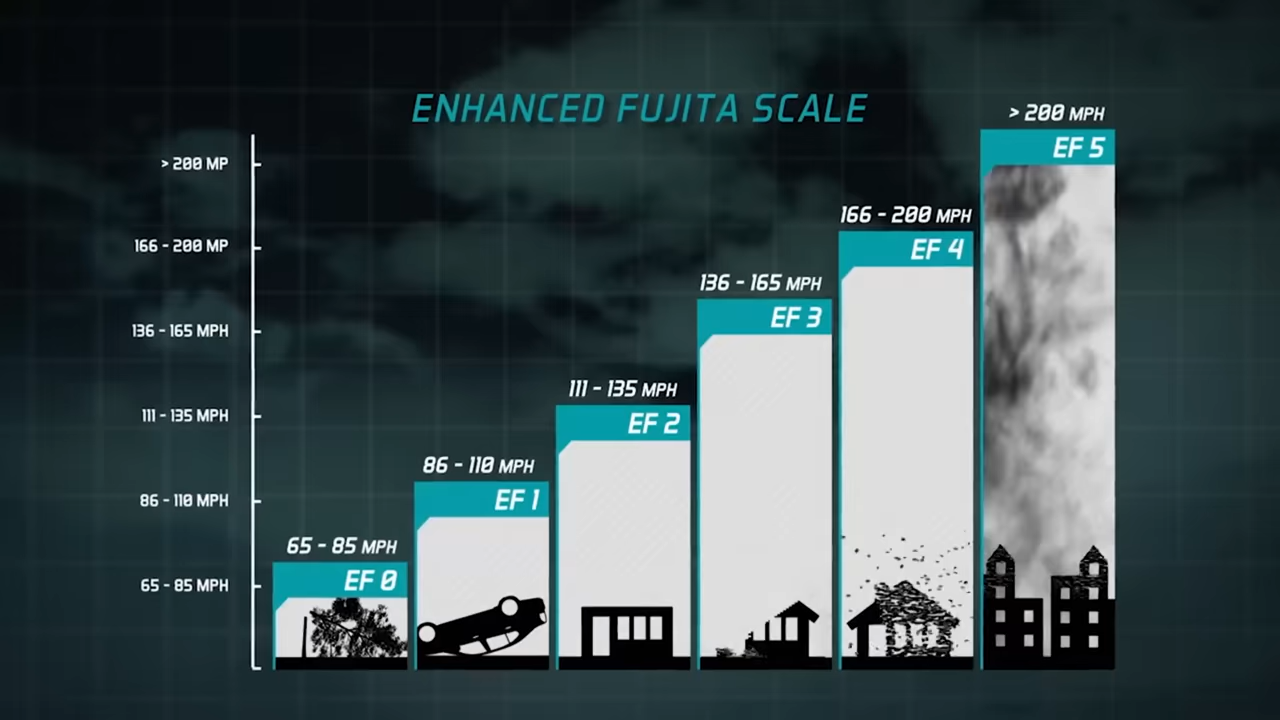 ENHANCED FUJITA SCALE
> 200 MP
166 - 200 MP
136 - 165 MPH
111 - 135 MPH
86 - 110 MPH
65 - 85 MPH
65 - 85 MPH
EF 0
86 - 110 MPH
EF 1
111 - 135 MPH
EF 2
136 - 165 MPH
EF 3
166 - 200 MPH
EF 4
> 200 MPH
EF 5